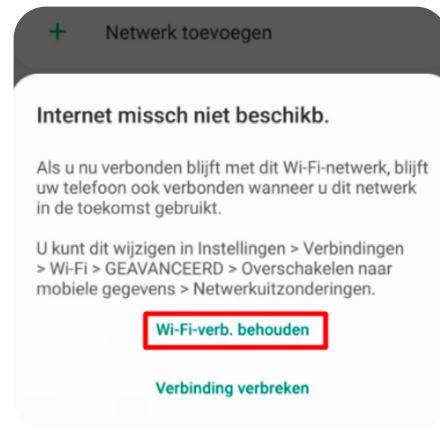 + Netwerk toevoegen
Internet missch niet beschikb.
Als u nu verbonden blijft met dit Wi-Fi-netwerk, blijft
uw telefoon ook verbonden wanneer u dit netwerk
in de toekomst gebruikt.
U kunt dit wijzigen in Instellingen > Verbindingen
> Wi-Fi > GEAVANCEERD > Overschakelen naar
mobiele gegevens > Netwerkuitzonderingen.
Wi-Fi-verb. behouden
Verbinding verbreken